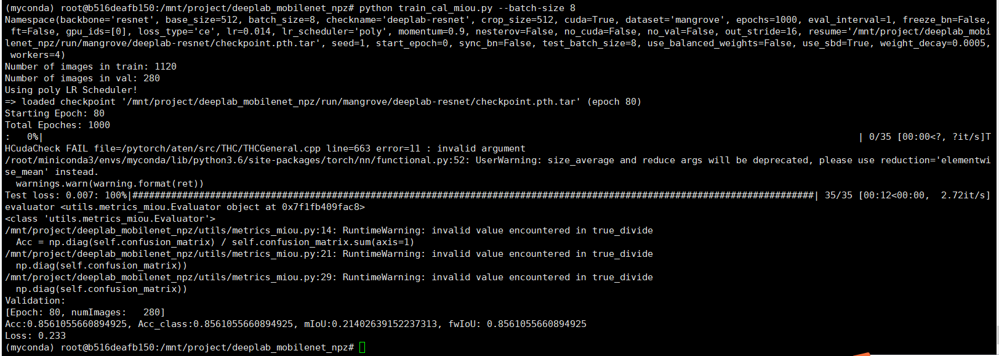 (myconda) root@b516deafb150:/mnt/project/deeplab_mobilenet_npz# python train_cal_miou.py --batch-size 8
Namespace(backbone='resnet', base_size=512, batch_size=8, checkname='deeplab-resnet', crop_size=512, cuda=True, dataset='mangrove', epochs=1000, eval_interval=1, freeze_bn=False,
 ft=False, gpu_ids=[0], loss_type='ce', lr=0.014, lr_scheduler='poly', momentum=0.9, nesterov=False, no_cuda=False, no_val=False, out_stride=16, resume='/mnt/project/deeplab_mobi
lenet_npz/run/mangrove/deeplab-resnet/checkpoint.pth.tar', seed=1, start_epoch=0, sync_bn=False, test_batch_size=8, use_balanced_weights=False, use_sbd=True, weight_decay=0.0005,
 workers=4)
Number of images in train: 1120
Number of images in val: 280
Using poly LR Scheduler!
=> loaded checkpoint '/mnt/project/deeplab_mobilenet_npz/run/mangrove/deeplab-resnet/checkpoint.pth.tar' (epoch 80)
Starting Epoch: 80
Total Epoches: 1000
:   0%|                                                                                                                                                   | 0/35 [00:00<?, ?it/s]T
HCudaCheck FAIL file=/pytorch/aten/src/THC/THCGeneral.cpp line=663 error=11 : invalid argument
/root/miniconda3/envs/myconda/lib/python3.6/site-packages/torch/nn/functional.py:52: UserWarning: size_average and reduce args will be deprecated, please use reduction='elementwi
se_mean' instead.
  warnings.warn(warning.format(ret))
Test loss: 0.007: 100%|###########################################################################################################################| 35/35 [00:12<00:00,  2.72it/s]
evaluator <utils.metrics_miou.Evaluator object at 0x7f1fb409fac8>
<class 'utils.metrics_miou.Evaluator'>
/mnt/project/deeplab_mobilenet_npz/utils/metrics_miou.py:14: RuntimeWarning: invalid value encountered in true_divide
  Acc = np.diag(self.confusion_matrix) / self.confusion_matrix.sum(axis=1)
/mnt/project/deeplab_mobilenet_npz/utils/metrics_miou.py:21: RuntimeWarning: invalid value encountered in true_divide
  np.diag(self.confusion_matrix))
/mnt/project/deeplab_mobilenet_npz/utils/metrics_miou.py:29: RuntimeWarning: invalid value encountered in true_divide
  np.diag(self.confusion_matrix))
Validation:
[Epoch: 80, numImages:   280]
Acc:0.8561055660894925, Acc_class:0.8561055660894925, mIoU:0.21402639152237313, fwIoU: 0.8561055660894925
Loss: 0.233
(myconda) root@b516deafb150:/mnt/project/deeplab_mobilenet_npz#